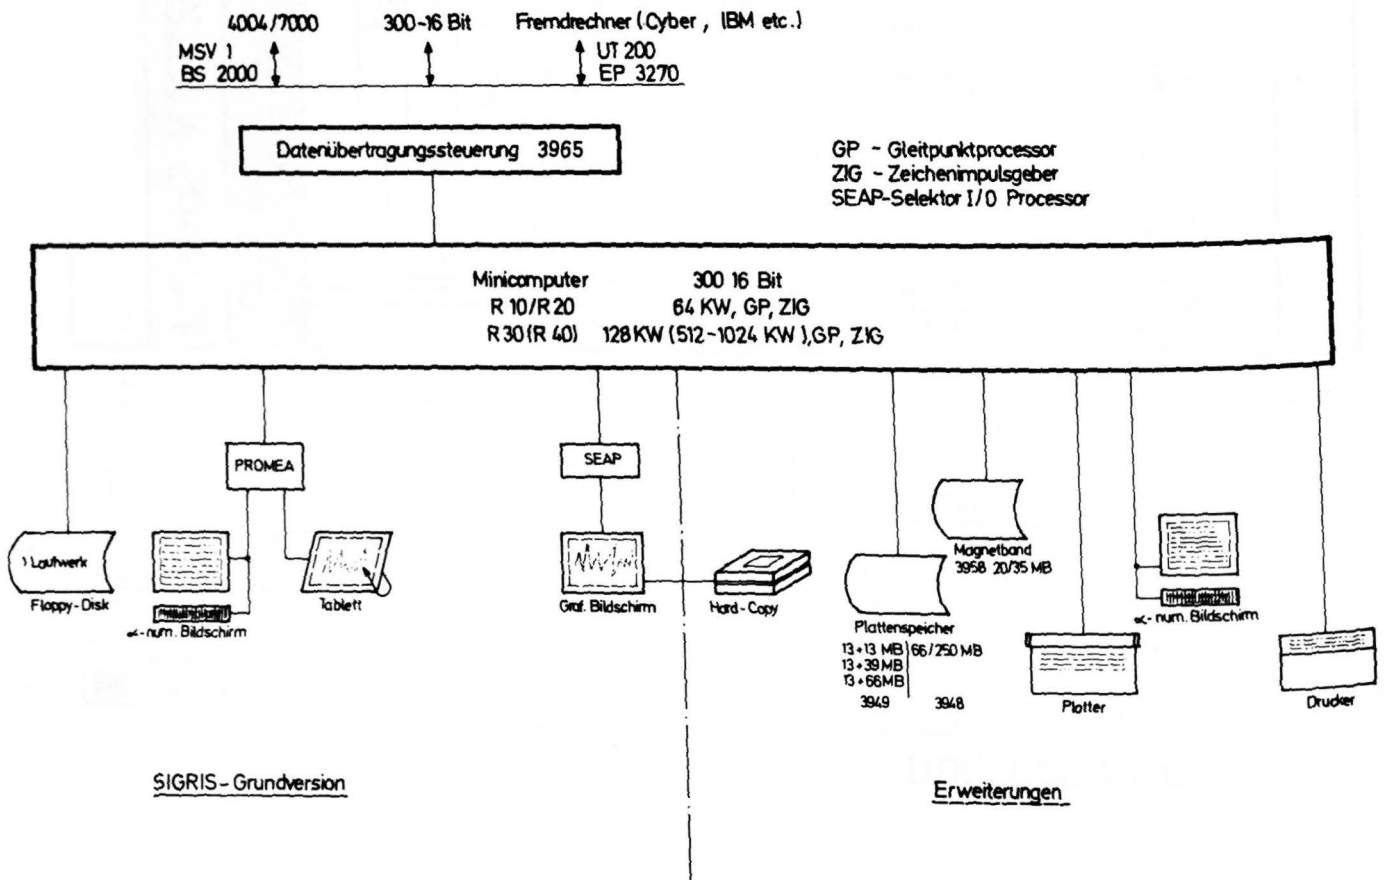 4004/7000 300-16 Bit Fremdrechner (Cyber, IBM etc.)
MSV 1 UT 200
BS 2000 EP 3270
Datenübertragungssteuerung 3965
GP - Gleitpunktprocessor
ZIG - Zeichenimpulsgeber
SEAP-Selektor I/O Processor
Minicomputer 300 16 Bit
R 10/R 20 64 KW, GP, ZIG
R 30 (R 40) 128 KW (512-1024 KW), GP, ZIG
PROMEA
SEAP
1 Laufwerk
Floppy-Disk
∝-num. Bildschirm
Tablett
Graf. Bildschirm
Hard-Copy
Magnetband
3958 20/35 MB
Plattenspeicher
13+13 MB 66/250 MB
13+39 MB
13+66 MB
3949 3948
Plotter
∝-num. Bildschirm
Drucker
SIGRIS-Grundversion
Erweiterungen